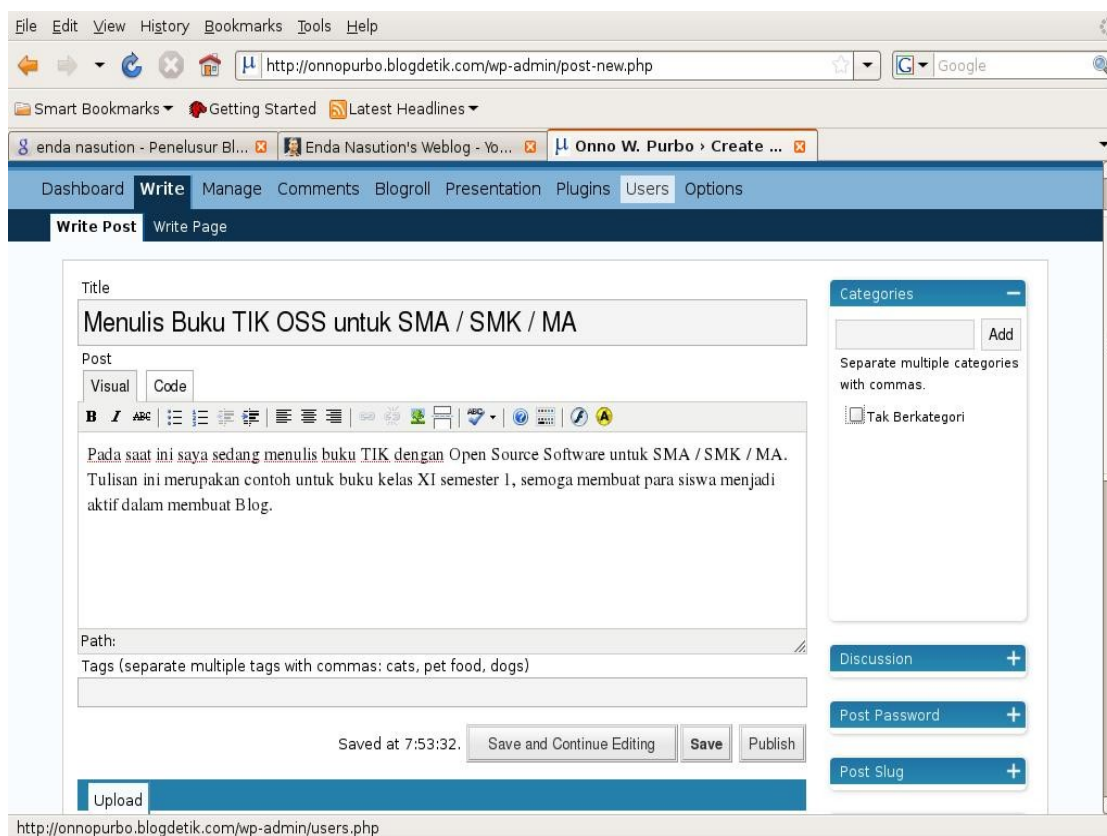 File Edit View History Bookmarks Tools Help
http://onnopurbo.blogdetik.com/wp-admin/post-new.php
G Google
Smart Bookmarks Getting Started Latest Headlines
enda nasution - Penelusur Bl... Enda Nasution's Weblog - Yo... µ Onno W. Purbo › Create ...
Dashboard Write Manage Comments Blogroll Presentation Plugins Users Options
Write Post Write Page
Title
Menulis Buku TIK OSS untuk SMA / SMK / MA
Post
Visual Code
B I ABC ABC A
Pada saat ini saya sedang menulis buku TIK dengan Open Source Software untuk SMA / SMK / MA.
Tulisan ini merupakan contoh untuk buku kelas XI semester 1, semoga membuat para siswa menjadi
aktif dalam membuat Blog.
Path:
Tags (separate multiple tags with commas: cats, pet food, dogs)
Saved at 7:53:32. Save and Continue Editing Save Publish
Upload
Categories
Add
Separate multiple categories
with commas.
Tak Berkategori
Discussion
Post Password
Post Slug
http://onnopurbo.blogdetik.com/wp-admin/users.php